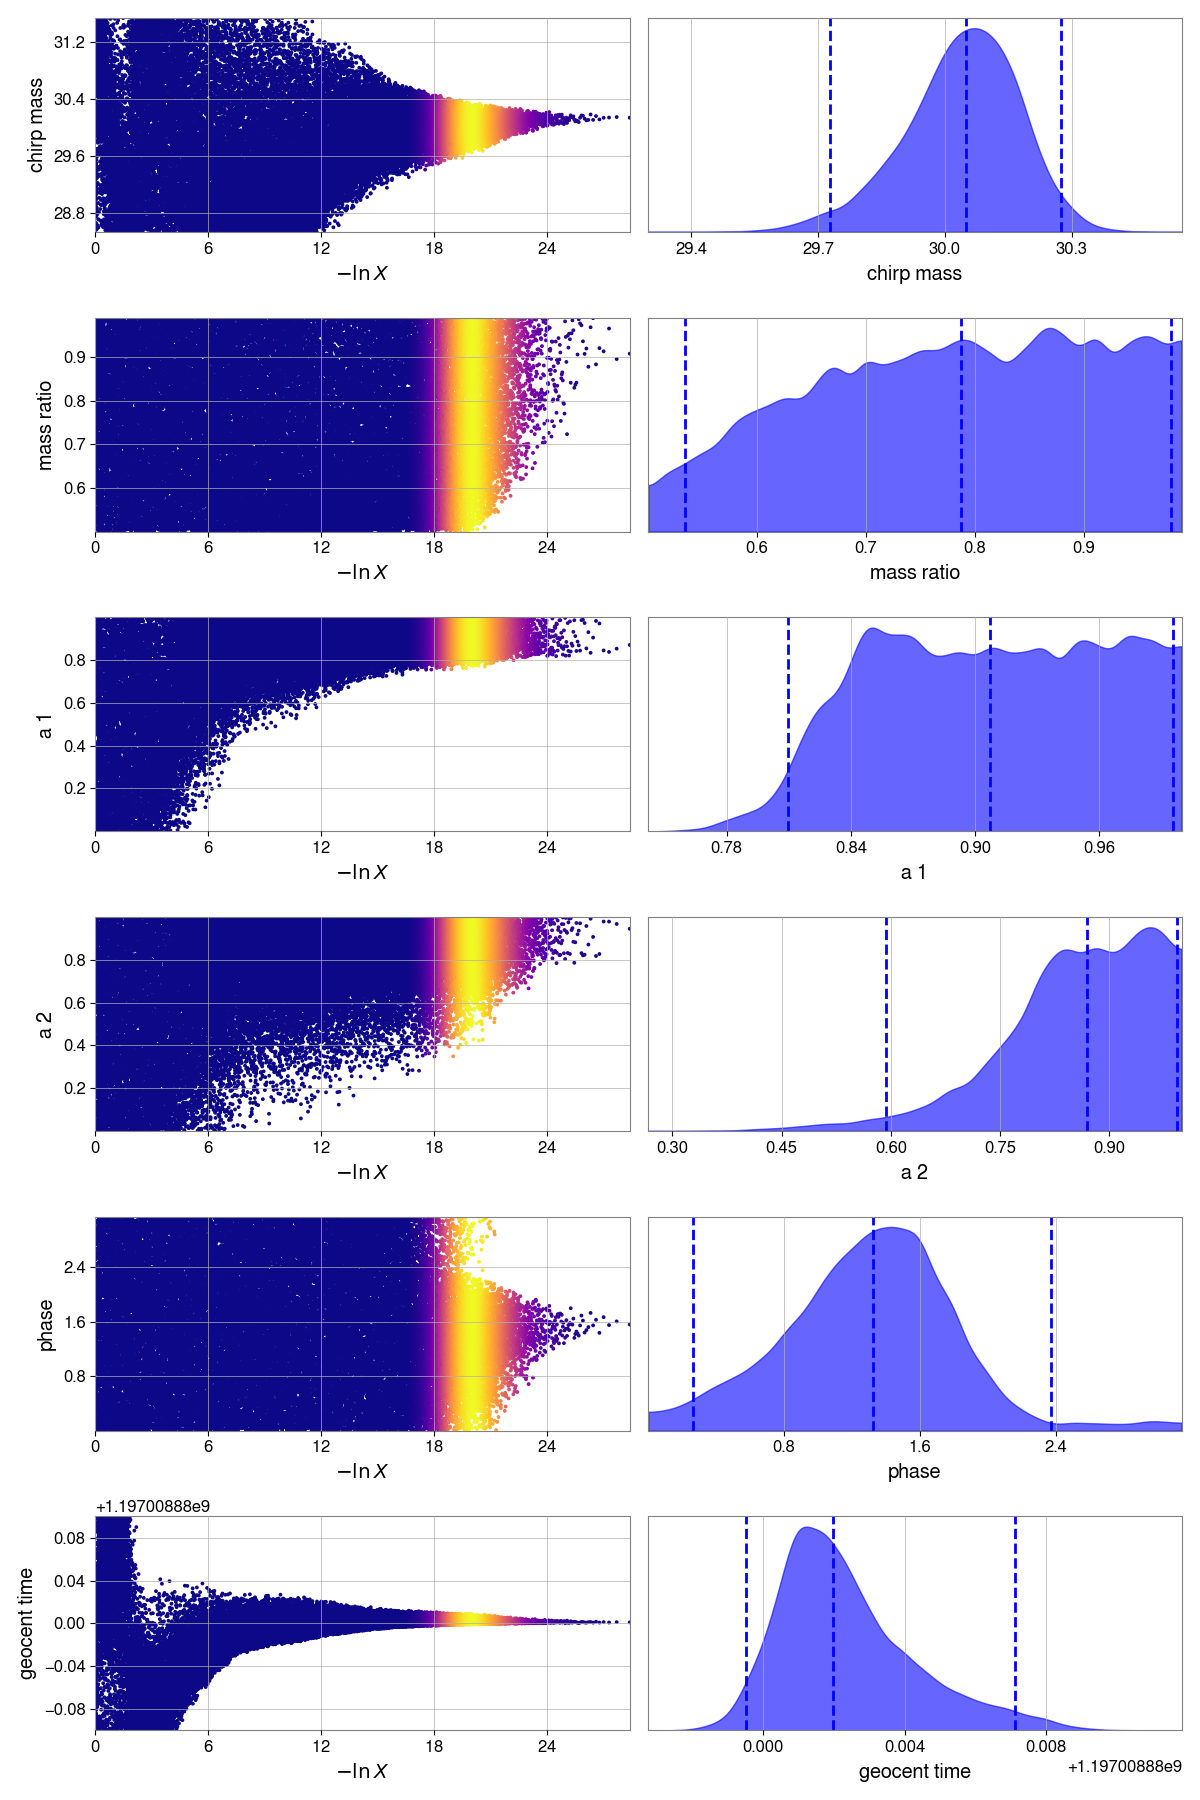 31.2
30.4
29.6
28.8
chirp mass
0 6 12 18 24
−ln X
29.4 29.7 30.0 30.3
chirp mass
0.9
0.8
0.7
0.6
mass ratio
0 6 12 18 24
−ln X
0.6 0.7 0.8 0.9
mass ratio
0.8
0.6
0.4
0.2
a 1
0 6 12 18 24
−ln X
0.78 0.84 0.90 0.96
a 1
0.8
0.6
0.4
0.2
a 2
0 6 12 18 24
−ln X
0.30 0.45 0.60 0.75 0.90
a 2
2.4
1.6
0.8
phase
0 6 12 18 24
−ln X
0.8 1.6 2.4
phase
+1.19700888e9
0.08
0.04
0.00
−0.04
−0.08
geocent time
0 6 12 18 24
−ln X
0.000 0.004 0.008
geocent time
+1.19700888e9